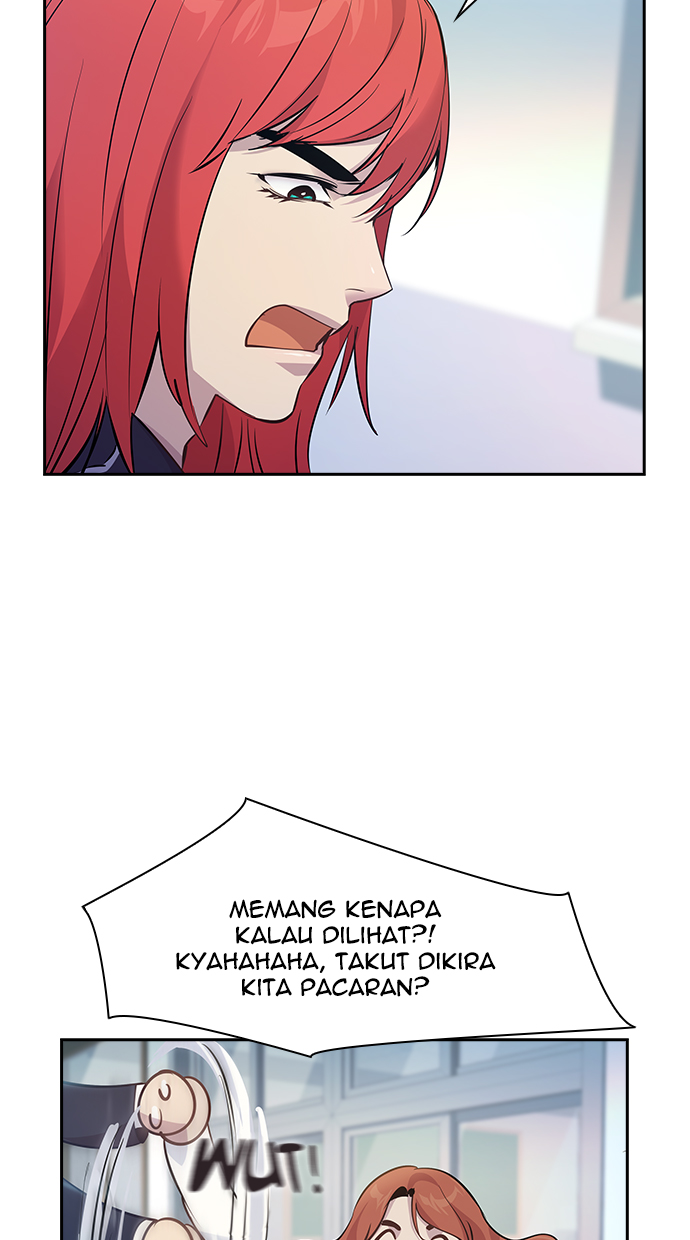 MEMANG KENAPA
KALAU DILIHAT?!
KYAHAHAHA, TAKUT DIKIRA
KITA PACARAN?
WUT!